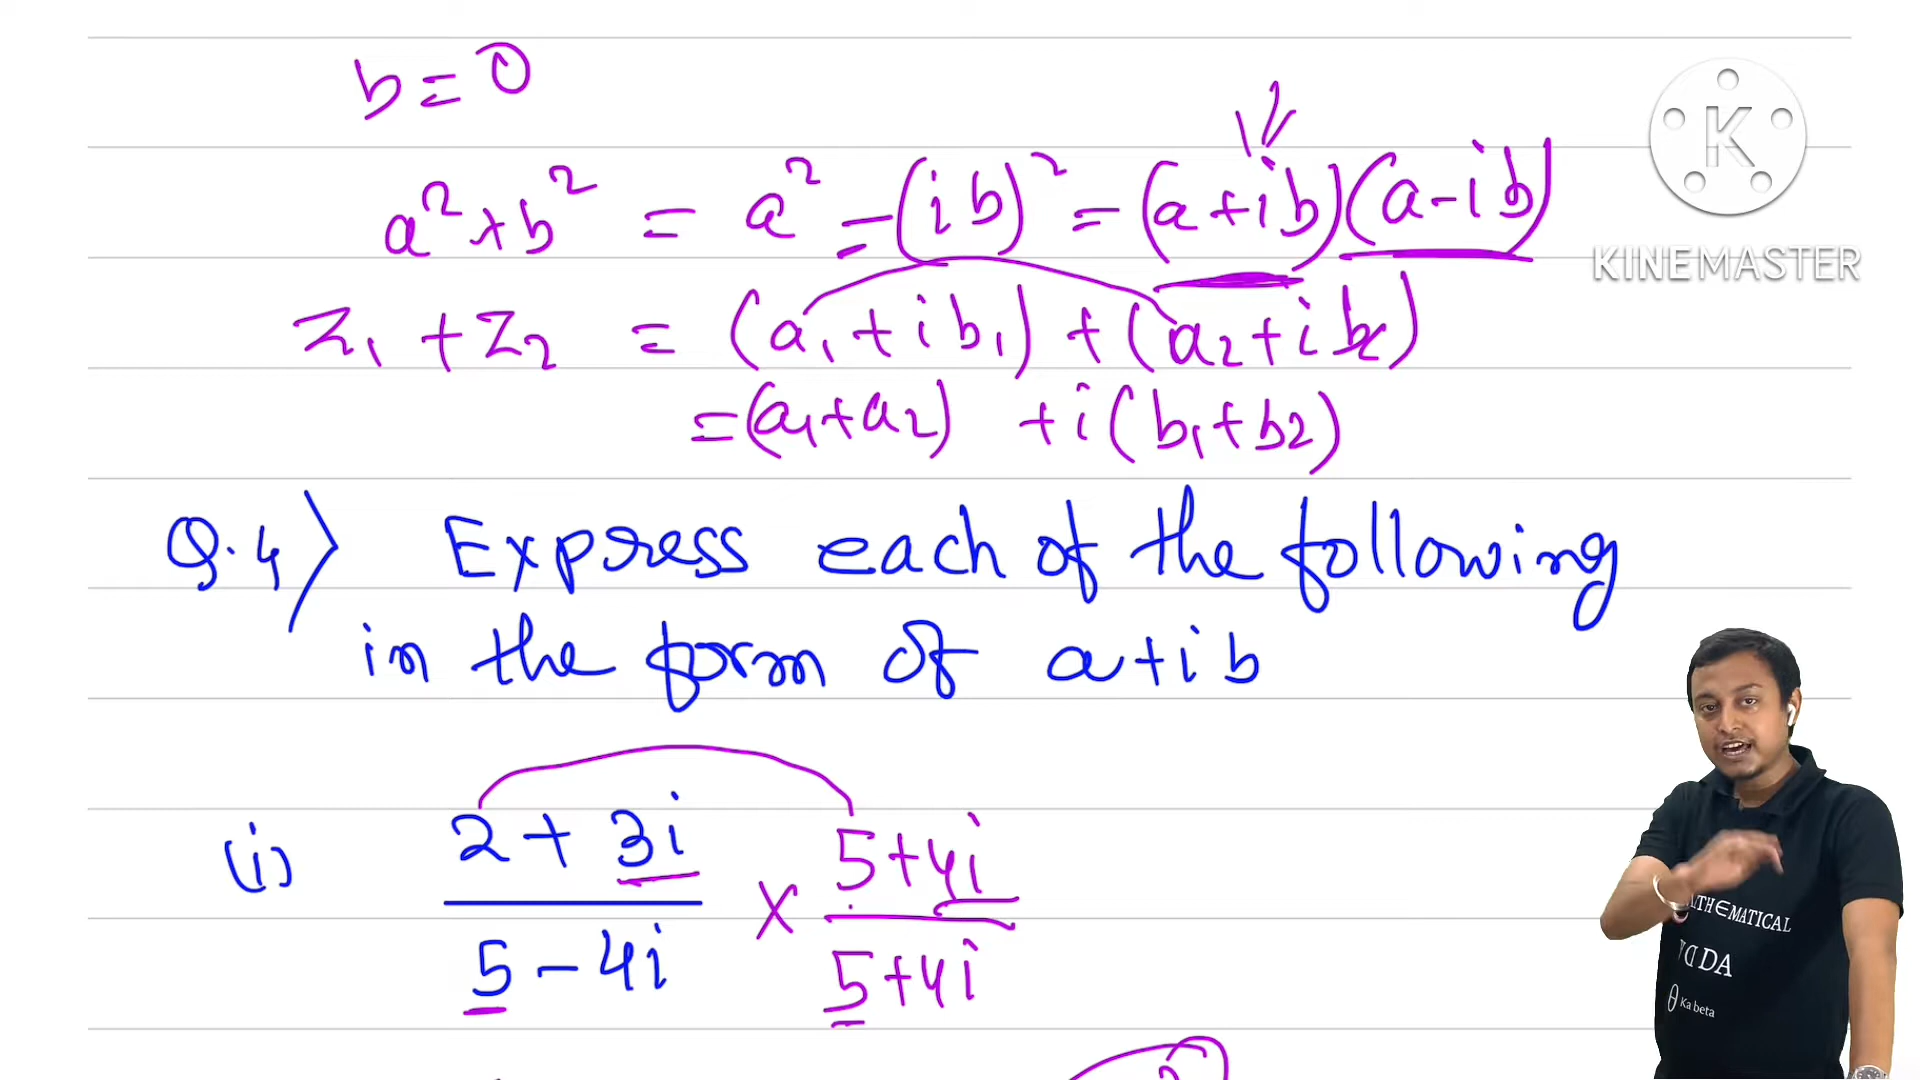 b = 0
a² + b² = a² - (ib)² = (a + ib)(a - ib)
z₁ + z₂ = (a₁ + ib₁) + (a₂ + ib₂)
= (a₁ + a₂) + i(b₁ + b₂)
Q.4) Express each of the following
in the form of a + ib
(i) 2 + 3i / 5 - 4i × 5 + 4i / 5 + 4i
K
KINEMASTER
MATHEMATICAL
DA
Ka beta